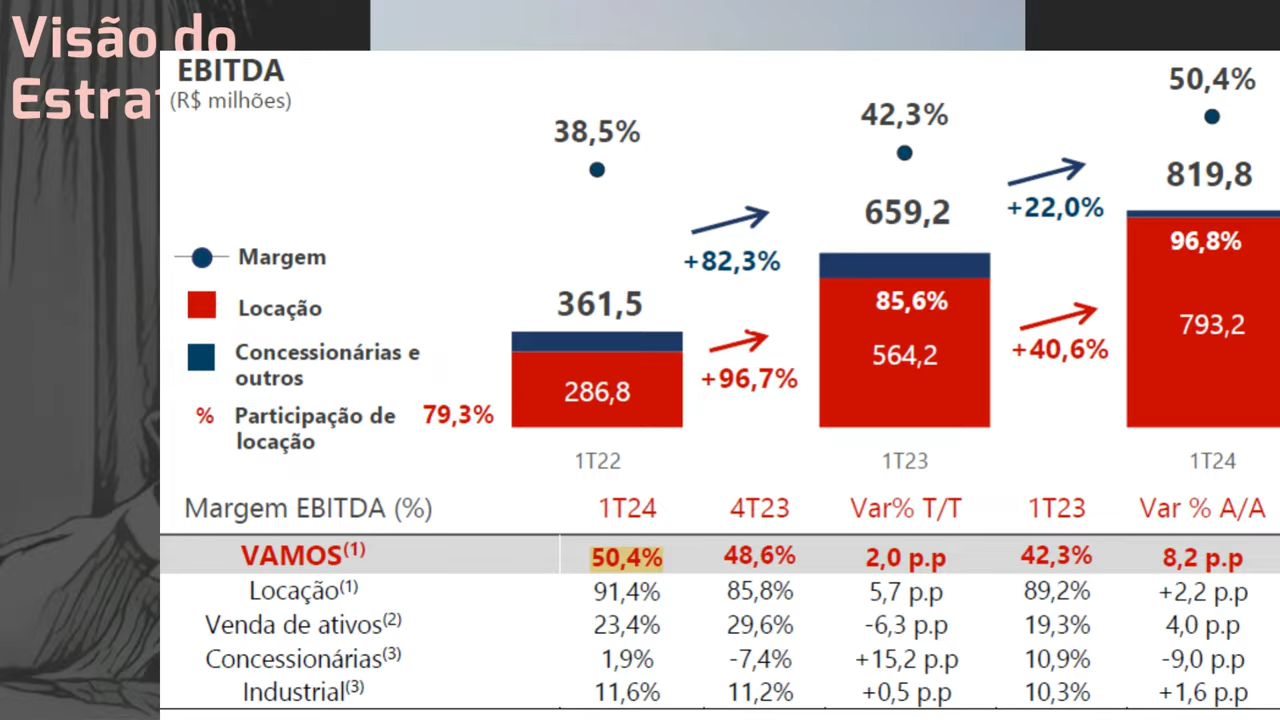 Visão do
Estrat
EBITDA
(R$ milhões)
38,5%
42,3%
50,4%
361,5
659,2
819,8
+82,3%
+22,0%
+96,7%
+40,6%
79,3%
85,6%
96,8%
286,8
564,2
793,2
Margem
Locação
Concessionárias e
outros
% Participação de
locação
1T22 1T23 1T24
Margem EBITDA (%) 1T24 4T23 Var% T/T 1T23 Var % A/A
VAMOS(1) 50,4% 48,6% 2,0 p.p 42,3% 8,2 p.p
Locação(1) 91,4% 85,8% 5,7 p.p 89,2% +2,2 p.p
Venda de ativos(2) 23,4% 29,6% -6,3 p.p 19,3% 4,0 p.p
Concessionárias(3) 1,9% -7,4% +15,2 p.p 10,9% -9,0 p.p
Industrial(3) 11,6% 11,2% +0,5 p.p 10,3% +1,6 p.p